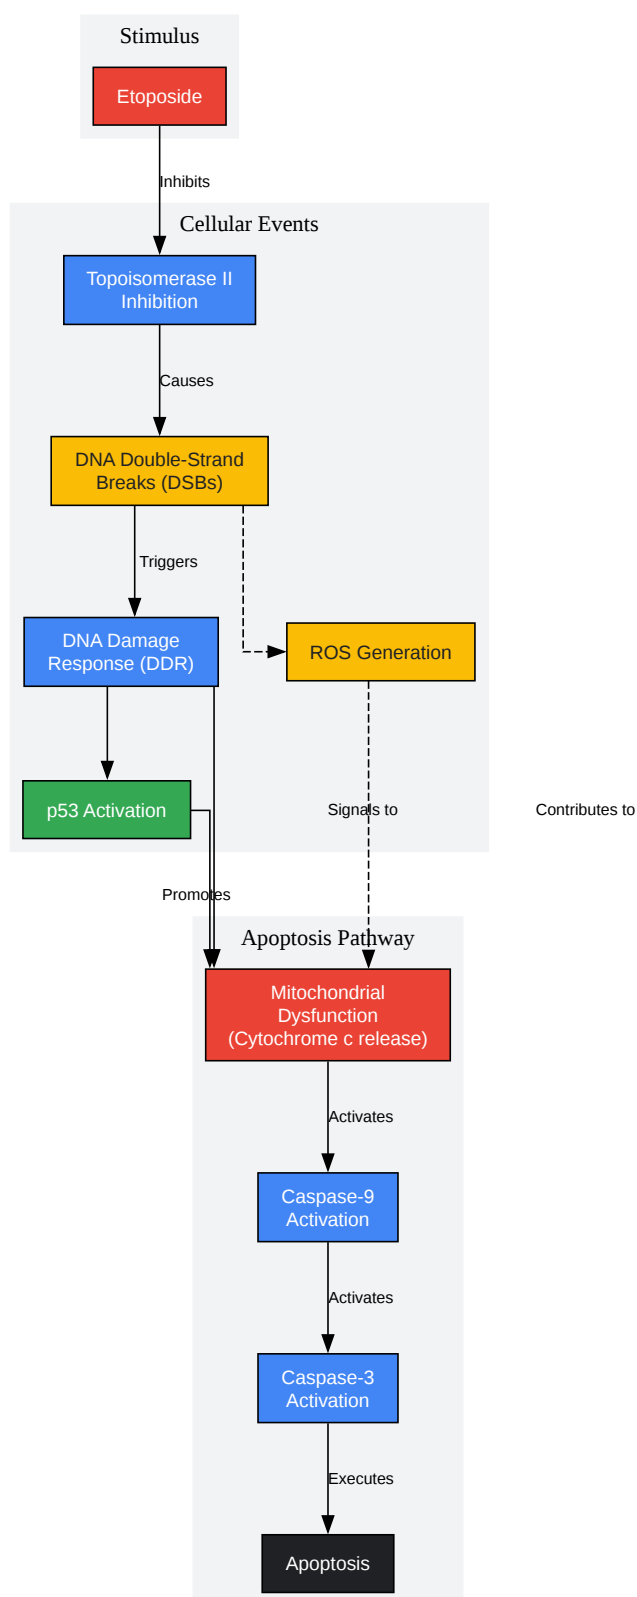 Stimulus
Etoposide
Inhibits
Cellular Events
Topoisomerase II
Inhibition
Causes
DNA Double-Strand
Breaks (DSBs)
Triggers
DNA Damage
Response (DDR)
ROS Generation
p53 Activation
Signals to
Contributes to
Promotes
Apoptosis Pathway
Mitochondrial
Dysfunction
(Cytochrome c release)
Activates
Caspase-9
Activation
Activates
Caspase-3
Activation
Executes
Apoptosis